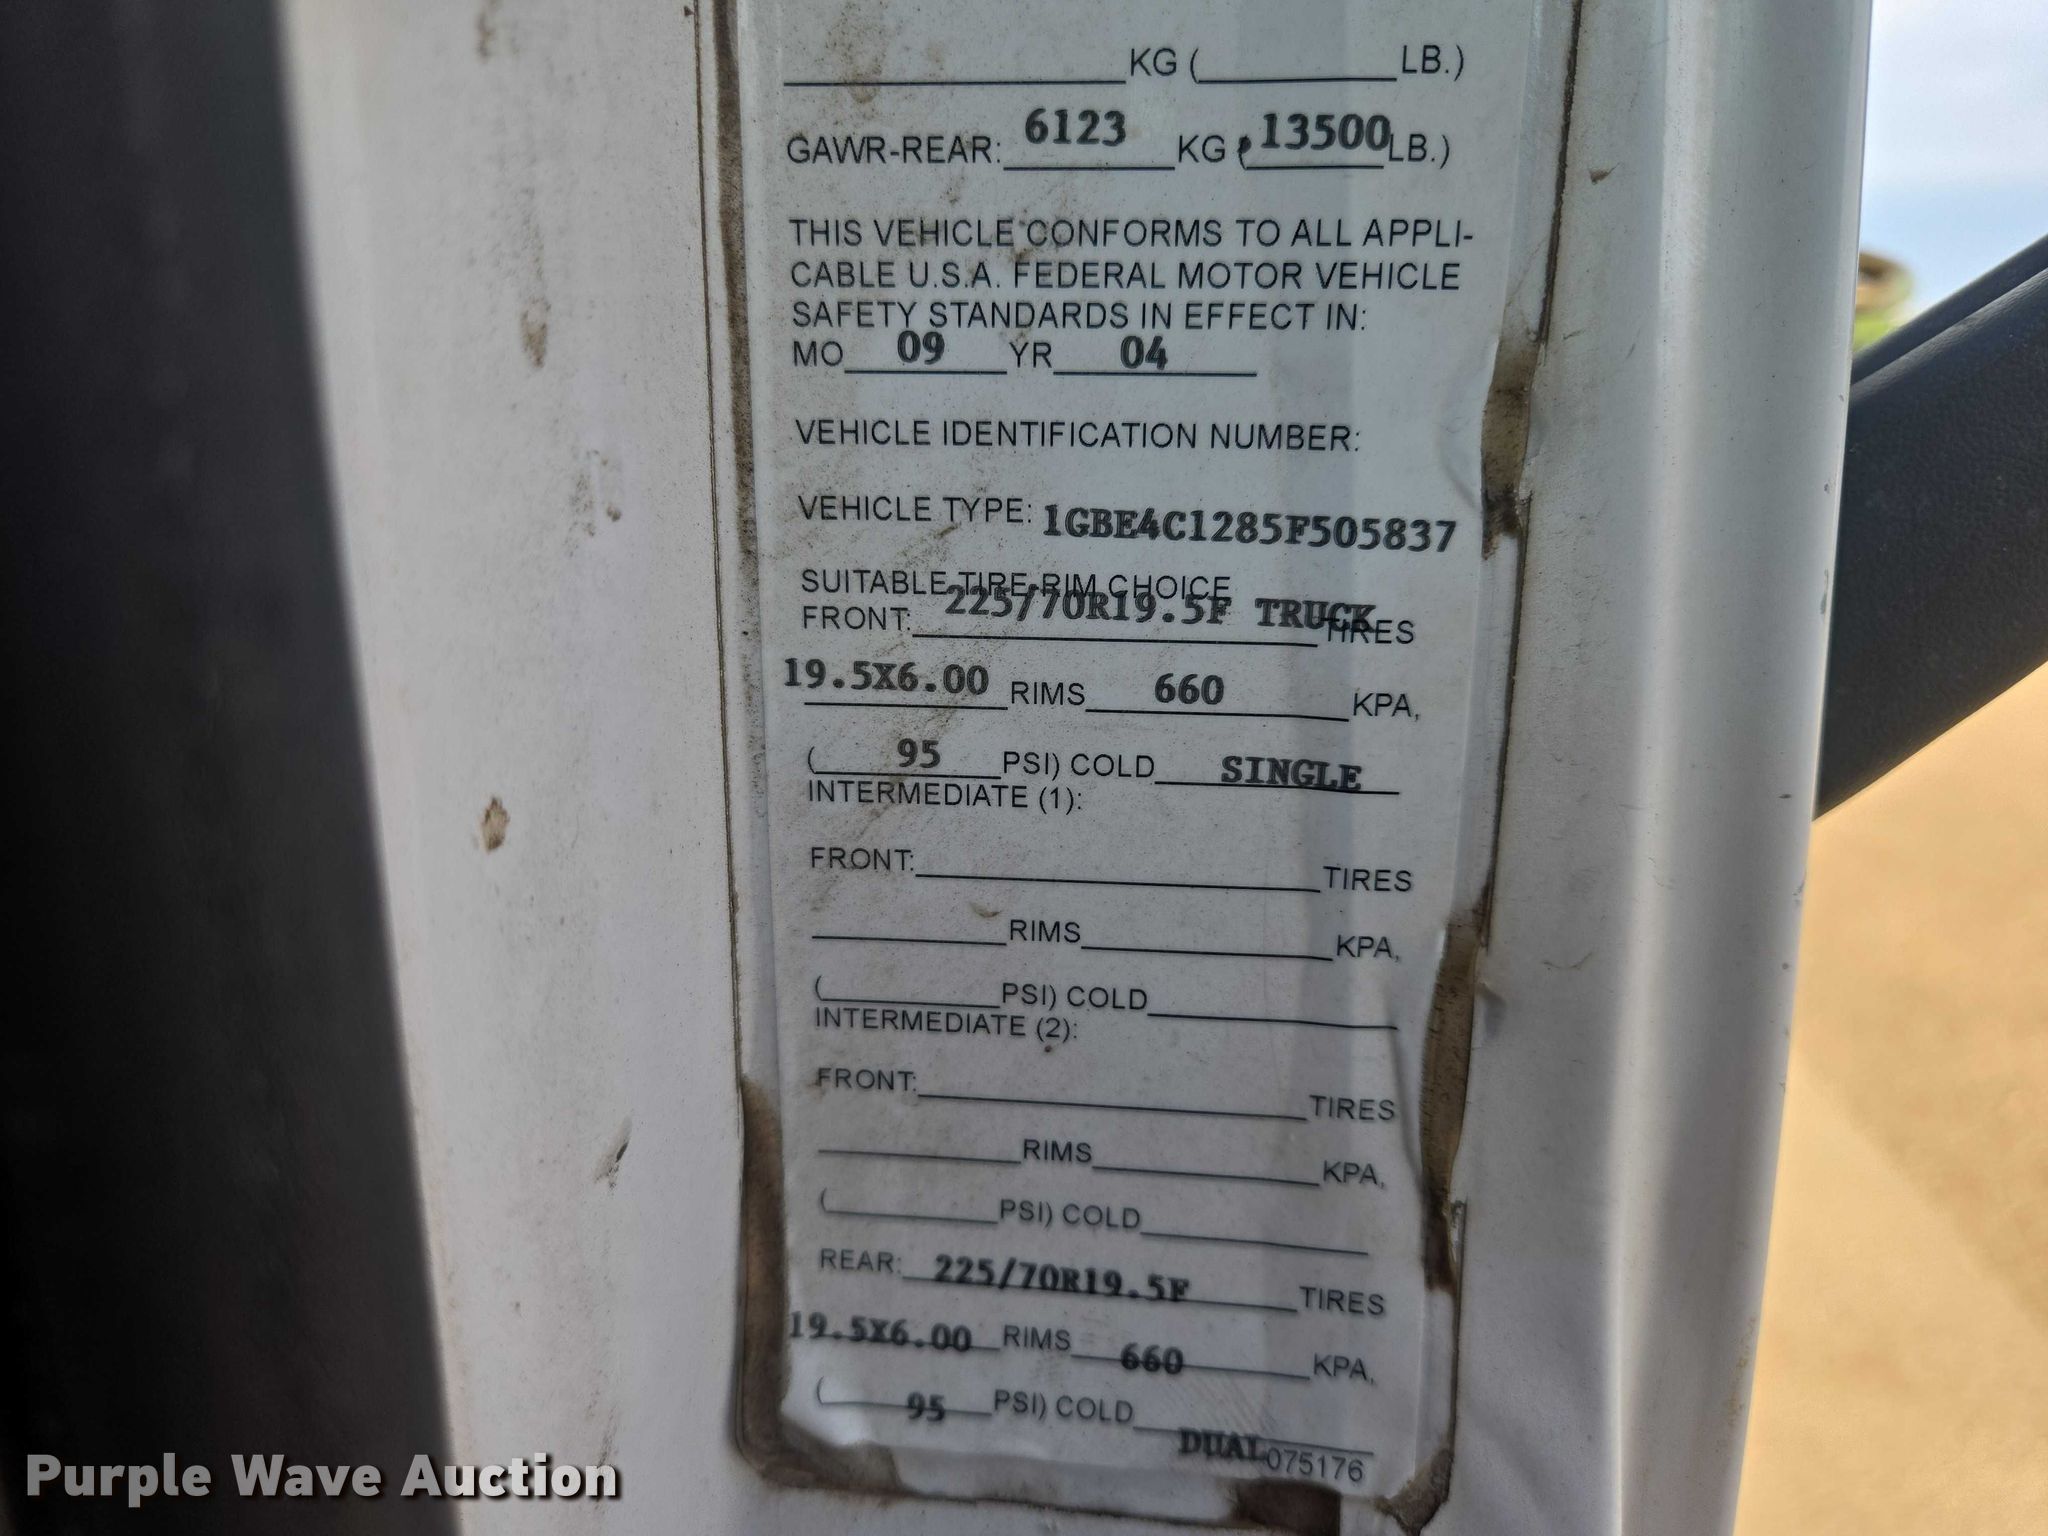 KG ( LB.)
GAWR-REAR: 6123 KG ( 13500 LB.)
THIS VEHICLE CONFORMS TO ALL APPLI-
CABLE U.S.A. FEDERAL MOTOR VEHICLE
SAFETY STANDARDS IN EFFECT IN:
MO 09 YR 04
VEHICLE IDENTIFICATION NUMBER:
VEHICLE TYPE: 1GBE4C1285F505837
SUITABLE TIRE-RIM CHOICE
FRONT: 225/70R19.5F TRUCK TIRES
19.5X6.00 RIMS 660 KPA,
( 95 PSI) COLD SINGLE
INTERMEDIATE (1):
FRONT: TIRES
RIMS KPA,
( PSI) COLD
INTERMEDIATE (2):
FRONT: TIRES
RIMS KPA,
( PSI) COLD
REAR: 225/70R19.5F TIRES
19.5X6.00 RIMS 660 KPA,
( 95 PSI) COLD DUAL
075176
Purple Wave Auction